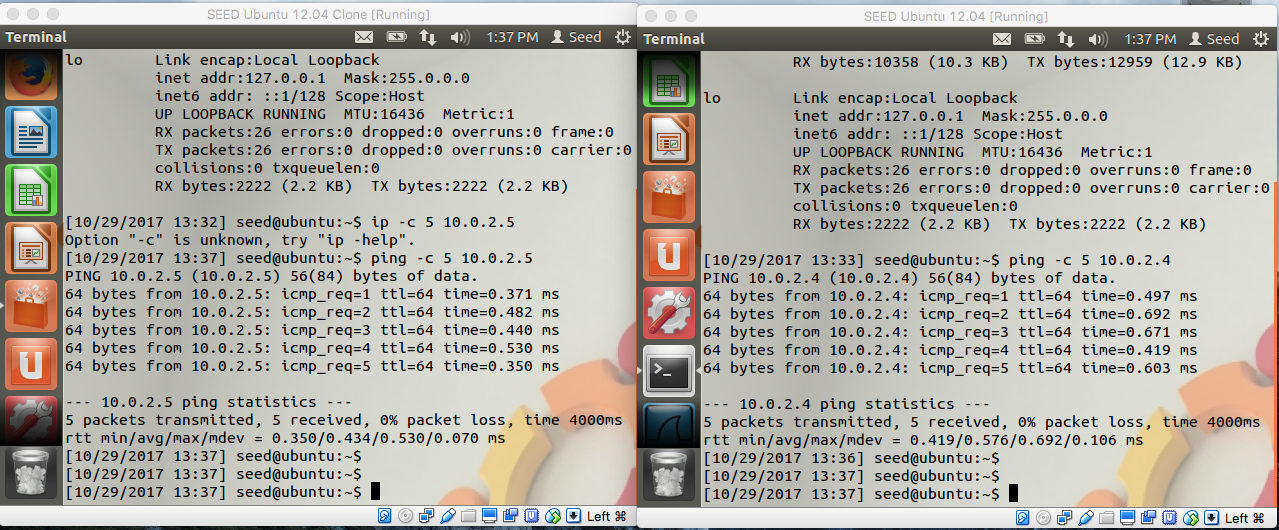 SEED Ubuntu 12.04 Clone [Running]
Terminal 1:37 PM Seed
lo Link encap:Local Loopback
inet addr:127.0.0.1 Mask:255.0.0.0
inet6 addr: ::1/128 Scope:Host
UP LOOPBACK RUNNING MTU:16436 Metric:1
RX packets:26 errors:0 dropped:0 overruns:0 frame:0
TX packets:26 errors:0 dropped:0 overruns:0 carrier:0
collisions:0 txqueuelen:0
RX bytes:2222 (2.2 KB) TX bytes:2222 (2.2 KB)
[10/29/2017 13:32] seed@ubuntu:~$ ip -c 5 10.0.2.5
Option "-c" is unknown, try "ip -help".
[10/29/2017 13:37] seed@ubuntu:~$ ping -c 5 10.0.2.5
PING 10.0.2.5 (10.0.2.5) 56(84) bytes of data.
64 bytes from 10.0.2.5: icmp_req=1 ttl=64 time=0.371 ms
64 bytes from 10.0.2.5: icmp_req=2 ttl=64 time=0.482 ms
64 bytes from 10.0.2.5: icmp_req=3 ttl=64 time=0.440 ms
64 bytes from 10.0.2.5: icmp_req=4 ttl=64 time=0.530 ms
64 bytes from 10.0.2.5: icmp_req=5 ttl=64 time=0.350 ms
--- 10.0.2.5 ping statistics ---
5 packets transmitted, 5 received, 0% packet loss, time 4000ms
rtt min/avg/max/mdev = 0.350/0.434/0.530/0.070 ms
[10/29/2017 13:37] seed@ubuntu:~$
[10/29/2017 13:37] seed@ubuntu:~$
[10/29/2017 13:37] seed@ubuntu:~$
Left ⌘
SEED Ubuntu 12.04 [Running]
Terminal 1:37 PM Seed
RX bytes:10358 (10.3 KB) TX bytes:12959 (12.9 KB)
lo Link encap:Local Loopback
inet addr:127.0.0.1 Mask:255.0.0.0
inet6 addr: ::1/128 Scope:Host
UP LOOPBACK RUNNING MTU:16436 Metric:1
RX packets:26 errors:0 dropped:0 overruns:0 frame:0
TX packets:26 errors:0 dropped:0 overruns:0 carrier:0
collisions:0 txqueuelen:0
RX bytes:2222 (2.2 KB) TX bytes:2222 (2.2 KB)
[10/29/2017 13:33] seed@ubuntu:~$ ping -c 5 10.0.2.4
PING 10.0.2.4 (10.0.2.4) 56(84) bytes of data.
64 bytes from 10.0.2.4: icmp_req=1 ttl=64 time=0.497 ms
64 bytes from 10.0.2.4: icmp_req=2 ttl=64 time=0.692 ms
64 bytes from 10.0.2.4: icmp_req=3 ttl=64 time=0.671 ms
64 bytes from 10.0.2.4: icmp_req=4 ttl=64 time=0.419 ms
64 bytes from 10.0.2.4: icmp_req=5 ttl=64 time=0.603 ms
--- 10.0.2.4 ping statistics ---
5 packets transmitted, 5 received, 0% packet loss, time 4000ms
rtt min/avg/max/mdev = 0.419/0.576/0.692/0.106 ms
[10/29/2017 13:36] seed@ubuntu:~$
[10/29/2017 13:37] seed@ubuntu:~$
[10/29/2017 13:37] seed@ubuntu:~$
Left ⌘